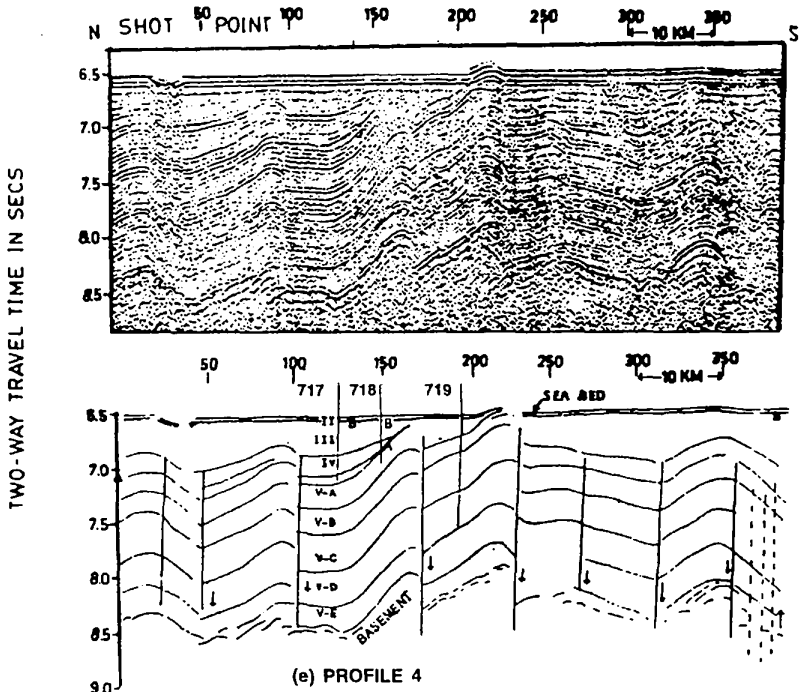 N SHOT 50 POINT 100 150 200 250 300 350 S
10 KM
6.5
7.0
7.5
8.0
8.5
TWO-WAY TRAVEL TIME IN SECS
50 100 150 200 250 300 350
717 718 719 10 KM
SEA BED
6.5
II B B
III A
IV
7.0
V-A
7.5
V-B
V-C
8.0
V-D
V-E
8.5
BASEMENT
9.0
(e) PROFILE 4